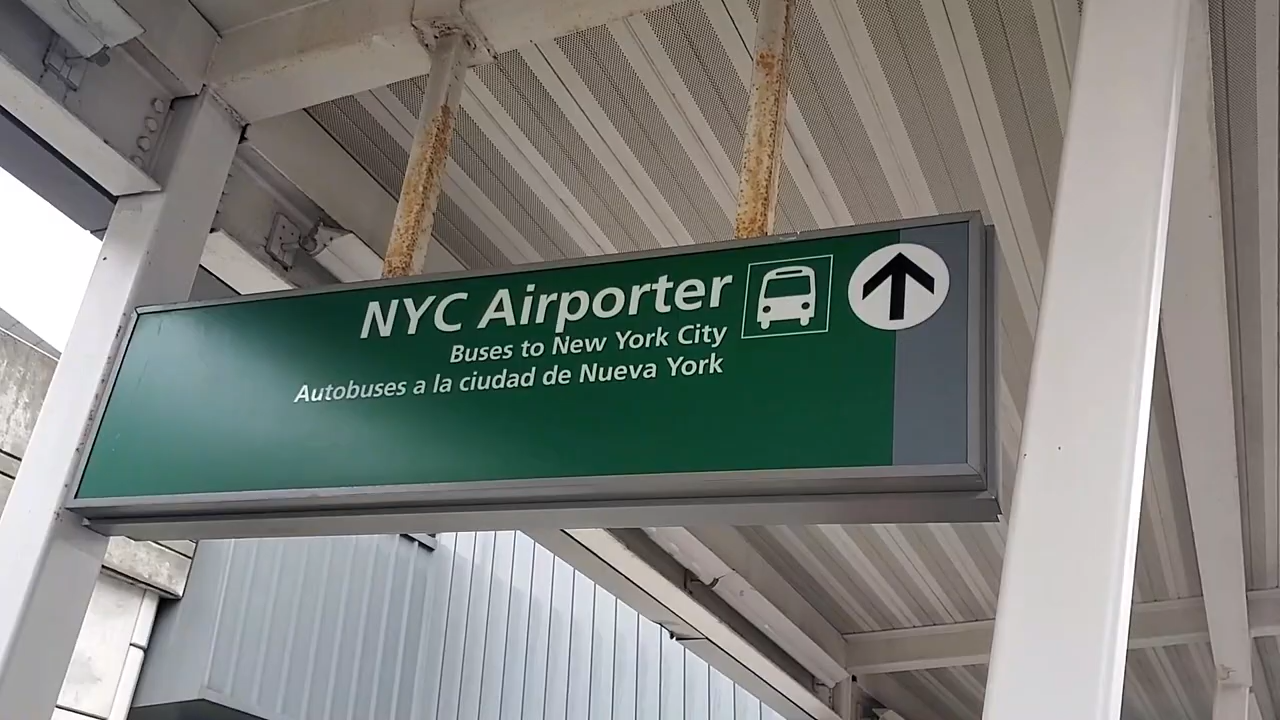 NYC Airporter
Buses to New York City
Autobuses a la ciudad de Nueva York